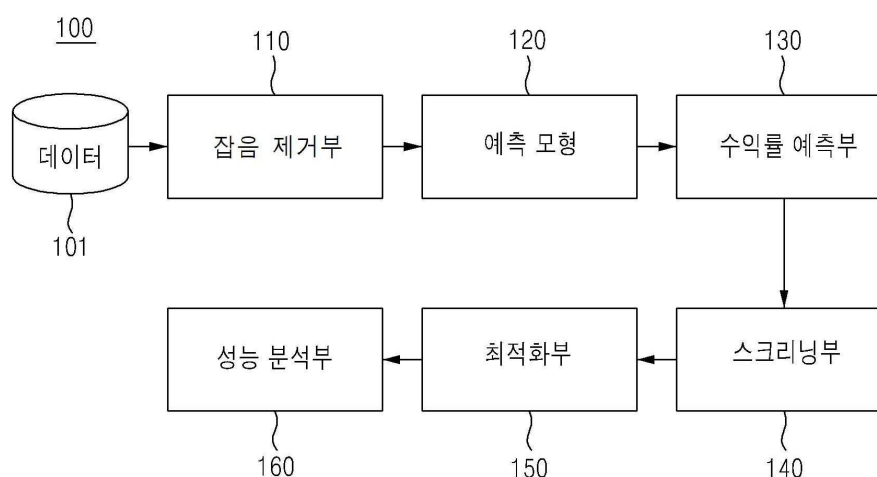 100
110
120
130
데이터
잡음 제거부
예측 모형
수익률 예측부
101
성능 분석부
최적화부
스크리닝부
160
150
140